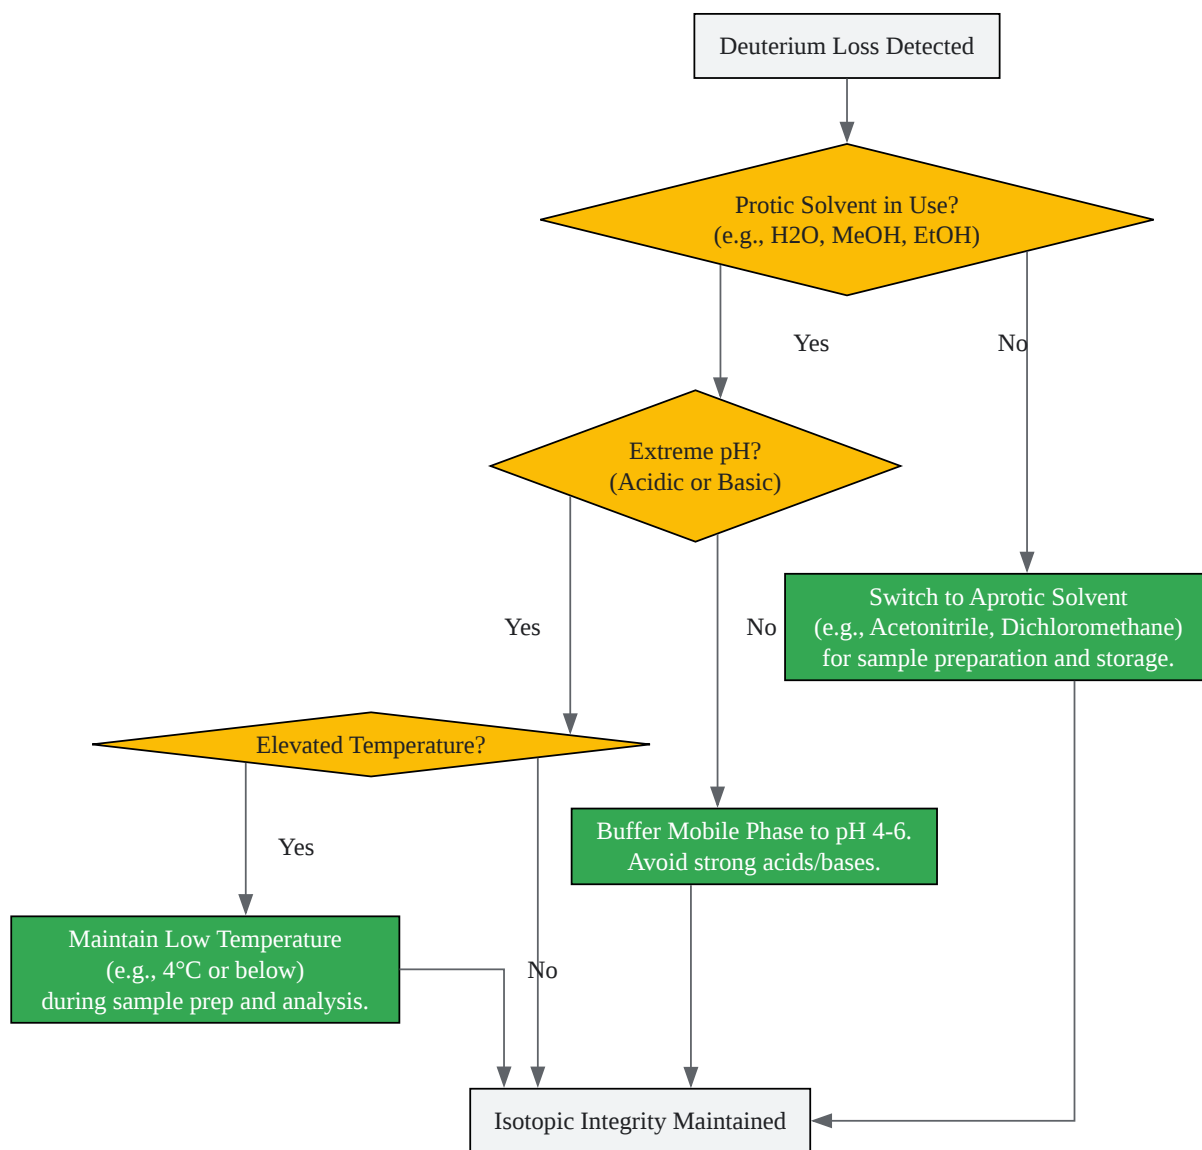 Deuterium Loss Detected
Protic Solvent in Use?
(e.g., H2O, MeOH, EtOH)
Yes
No
Extreme pH?
(Acidic or Basic)
Switch to Aprotic Solvent
(e.g., Acetonitrile, Dichloromethane)
for sample preparation and storage.
Yes
No
Elevated Temperature?
Buffer Mobile Phase to pH 4-6.
Avoid strong acids/bases.
Yes
Maintain Low Temperature
(e.g., 4°C or below)
during sample prep and analysis.
No
Isotopic Integrity Maintained